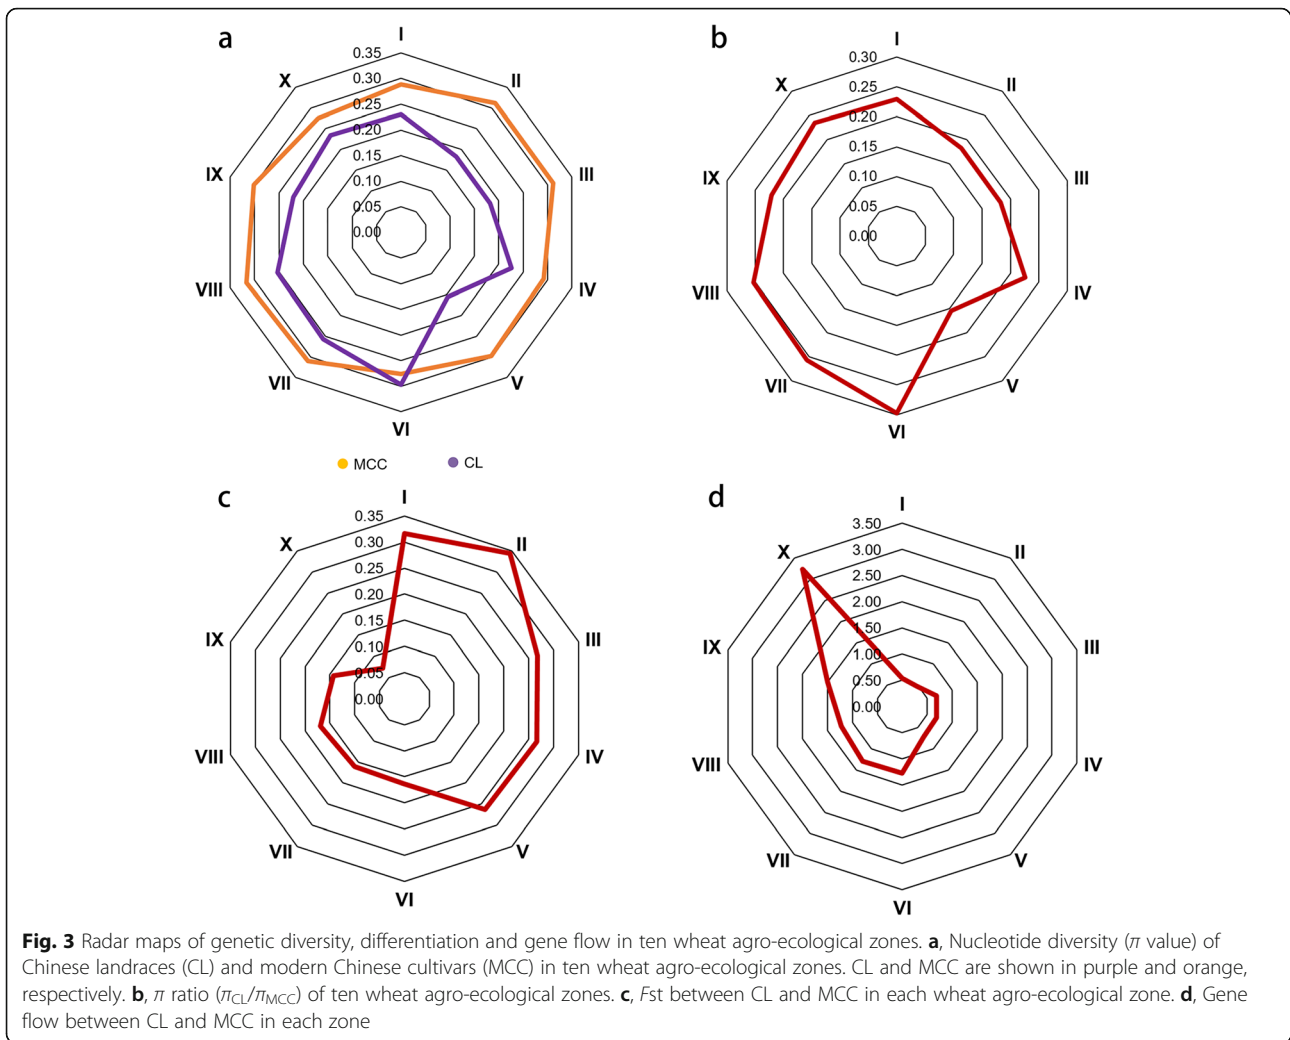 a
I
II
III
IV
V
VI
VII
VIII
IX
X
0.35
0.30
0.25
0.20
0.15
0.10
0.05
0.00
b
I
II
III
IV
V
VI
VII
VIII
IX
X
0.30
0.25
0.20
0.15
0.10
0.05
0.00
MCC
CL
c
I
II
III
IV
V
VI
VII
VIII
IX
X
0.35
0.30
0.25
0.20
0.15
0.10
0.05
0.00
d
I
II
III
IV
V
VI
VII
VIII
IX
X
3.50
3.00
2.50
2.00
1.50
1.00
0.50
0.00
Fig. 3 Radar maps of genetic diversity, differentiation and gene flow in ten wheat agro-ecological zones. a, Nucleotide diversity (π value) of
Chinese landraces (CL) and modern Chinese cultivars (MCC) in ten wheat agro-ecological zones. CL and MCC are shown in purple and orange,
respectively. b, π ratio (πCL/πMCC) of ten wheat agro-ecological zones. c, Fst between CL and MCC in each wheat agro-ecological zone. d, Gene
flow between CL and MCC in each zone